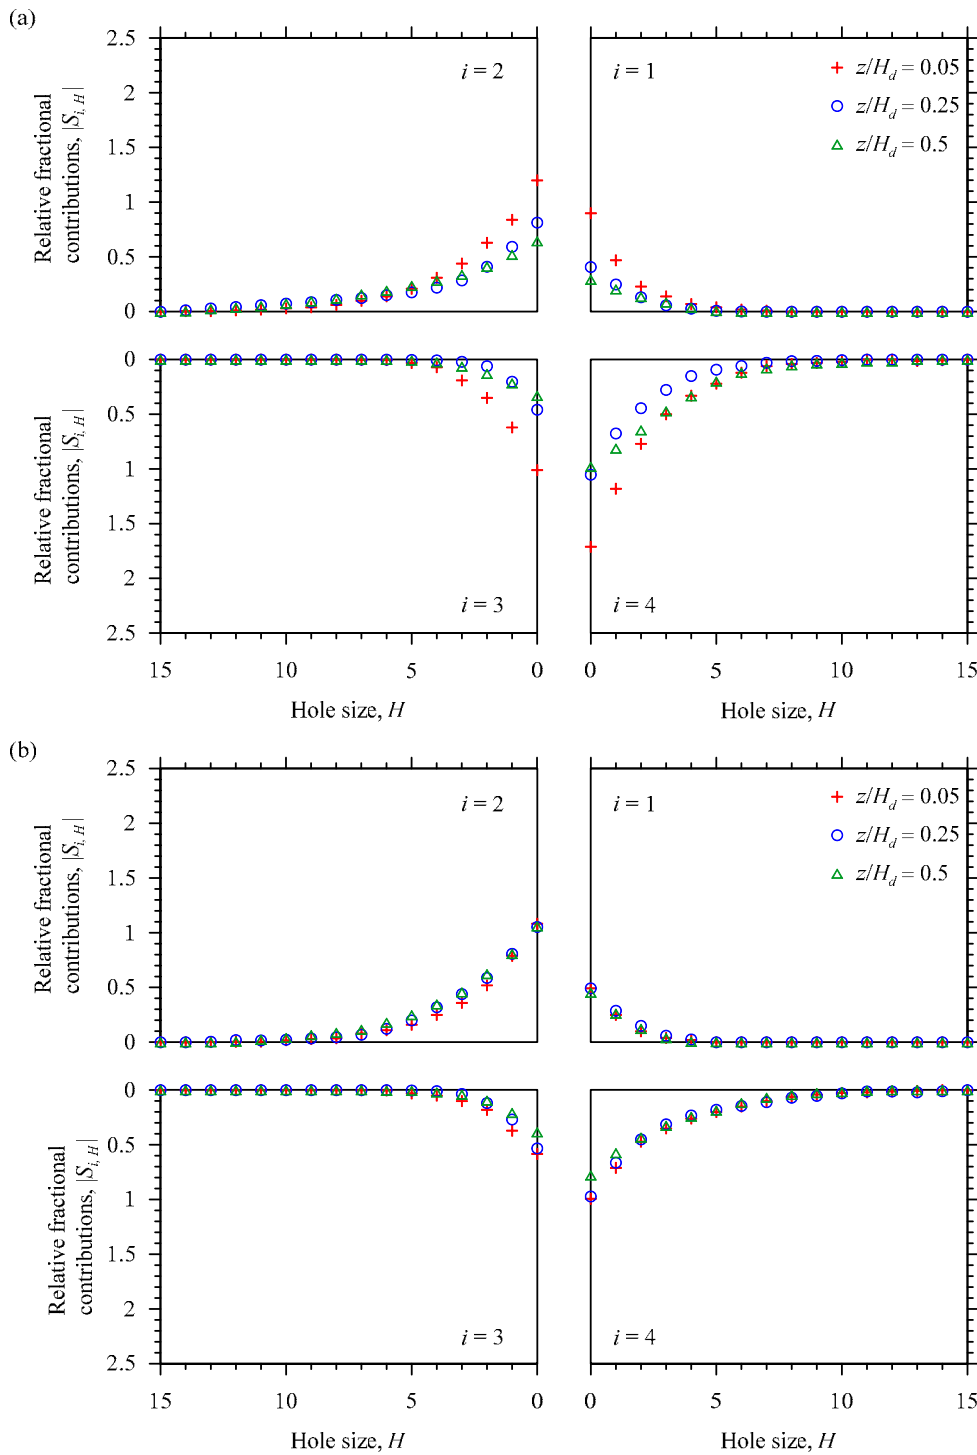 (a)
2.5
2
1.5
1
0.5
0
Relative fractional
contributions, |S_{i, H}|
i = 2
i = 1
z/H_d = 0.05
z/H_d = 0.25
z/H_d = 0.5
0
0.5
1
1.5
2
2.5
Relative fractional
contributions, |S_{i, H}|
i = 3
i = 4
15 10 5 0 0 5 10 15
Hole size, H Hole size, H
(b)
2.5
2
1.5
1
0.5
0
Relative fractional
contributions, |S_{i, H}|
i = 2
i = 1
z/H_d = 0.05
z/H_d = 0.25
z/H_d = 0.5
0
0.5
1
1.5
2
2.5
Relative fractional
contributions, |S_{i, H}|
i = 3
i = 4
15 10 5 0 0 5 10 15
Hole size, H Hole size, H